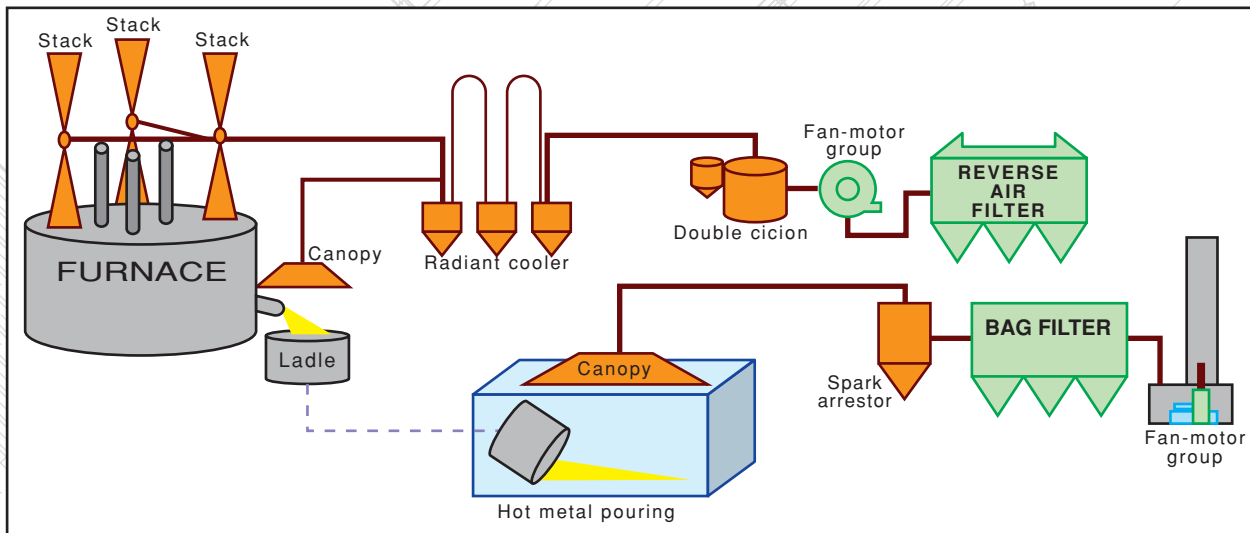 Stack
Stack
Stack
Fan-motor
group
REVERSE
AIR
FILTER
Double cicion
Canopy
Radiant cooler
FURNACE
Ladle
Canopy
BAG FILTER
Spark
arrestor
Fan-motor
group
Hot metal pouring